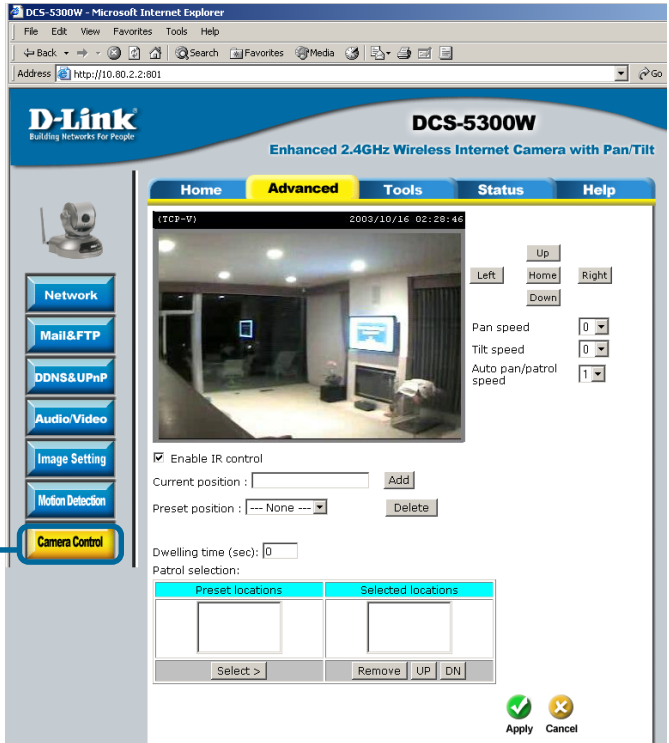 DCS-5300W - Microsoft Internet Explorer
File Edit View Favorites Tools Help
Back Search Favorites Media
Address http://10.80.2.2:801 Go
D-Link
Building Networks for People
DCS-5300W
Enhanced 2.4GHz Wireless Internet Camera with Pan/Tilt
Home Advanced Tools Status Help
(TCP-V) 2003/10/16 02:28:46
Up
Left Home Right
Down
Pan speed 0
Tilt speed 0
Auto pan/patrol speed 1
Network
Mail&FTP
DDNS&UPnP
Audio/Video
Image Setting
Motion Detection
Camera Control
Enable IR control
Current position : Add
Preset position : --- None --- Delete
Dwelling time (sec): 0
Patrol selection:
Preset locations Selected locations
Select > Remove UP DN
Apply Cancel